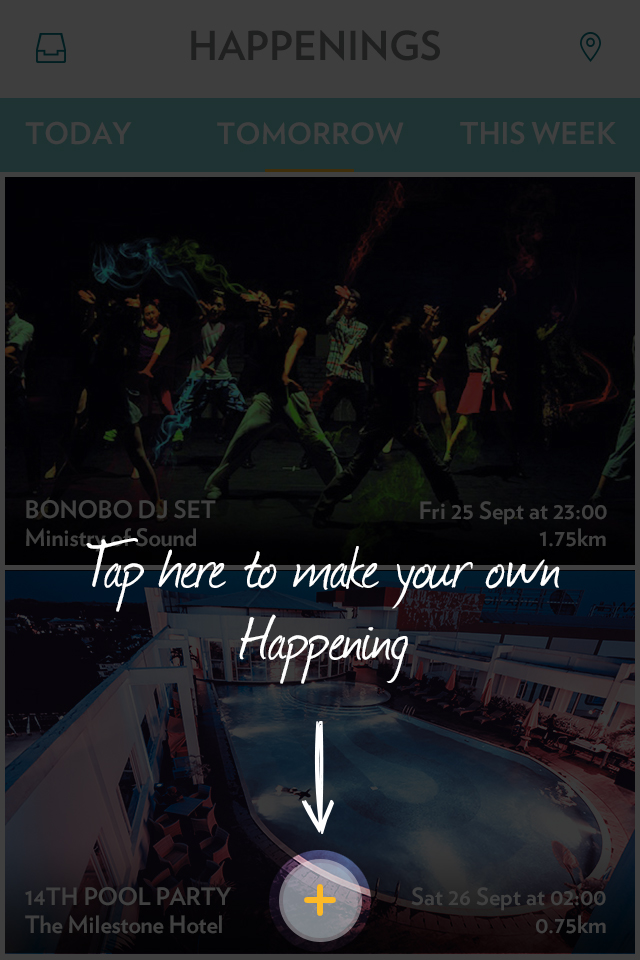 HAPPENINGS
TODAY TOMORROW THIS WEEK
BONOBO DJ SET Fri 25 Sept at 23:00
Ministry of Sound 1.75km
Tap here to make your own
Happening
14TH POOL PARTY Sat 26 Sept at 02:00
The Milestone Hotel 0.75km